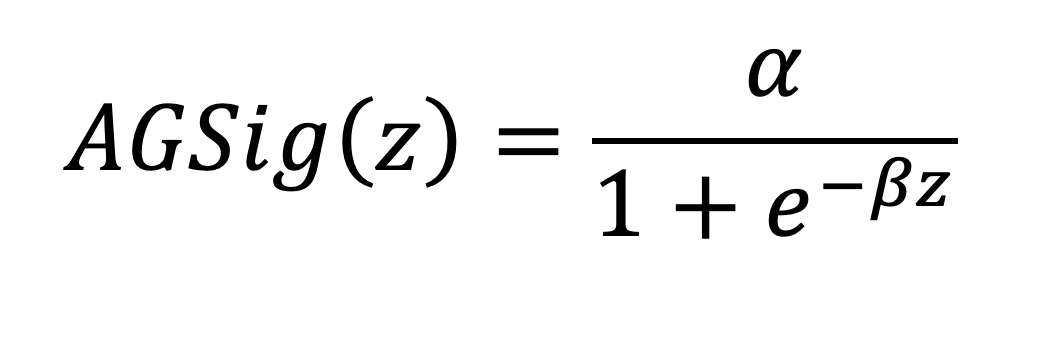 AGSig(z) = α / (1 + e^{−βz})